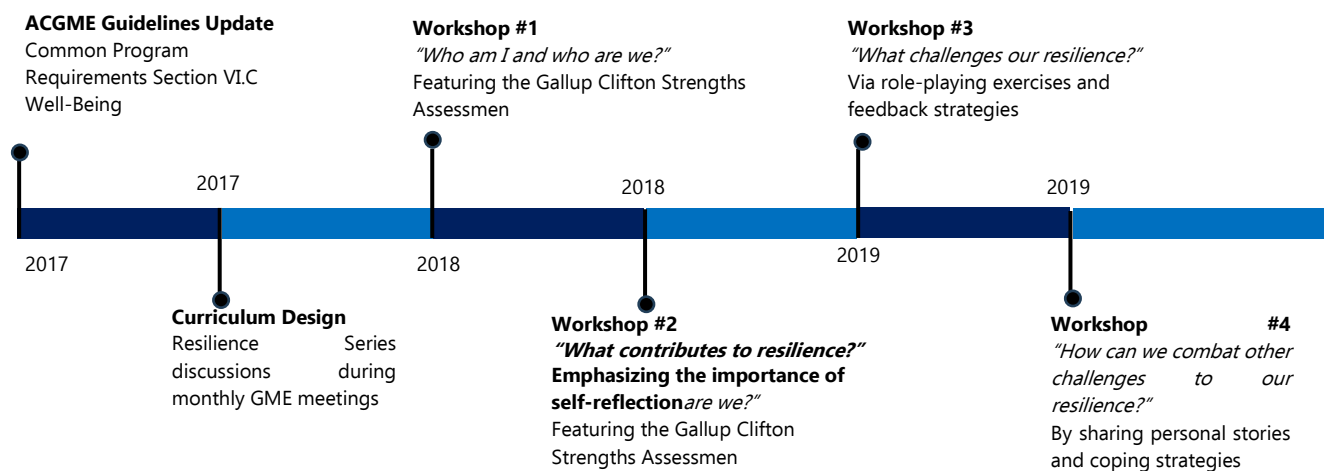 ACGME Guidelines Update
Common Program
Requirements Section VI.C
Well-Being
Workshop #1
“Who am I and who are we?”
Featuring the Gallup Clifton Strengths
Assessmen
Workshop #3
“What challenges our resilience?”
Via role-playing exercises and
feedback strategies
2017
2018
2019
2017
2018
2019
Curriculum Design
Resilience Series
discussions during
monthly GME meetings
Workshop #2
“What contributes to resilience?”
Emphasizing the importance of
self-reflectionare we?”
Featuring the Gallup Clifton
Strengths Assessmen
Workshop #4
“How can we combat other
challenges to our
resilience?”
By sharing personal stories
and coping strategies